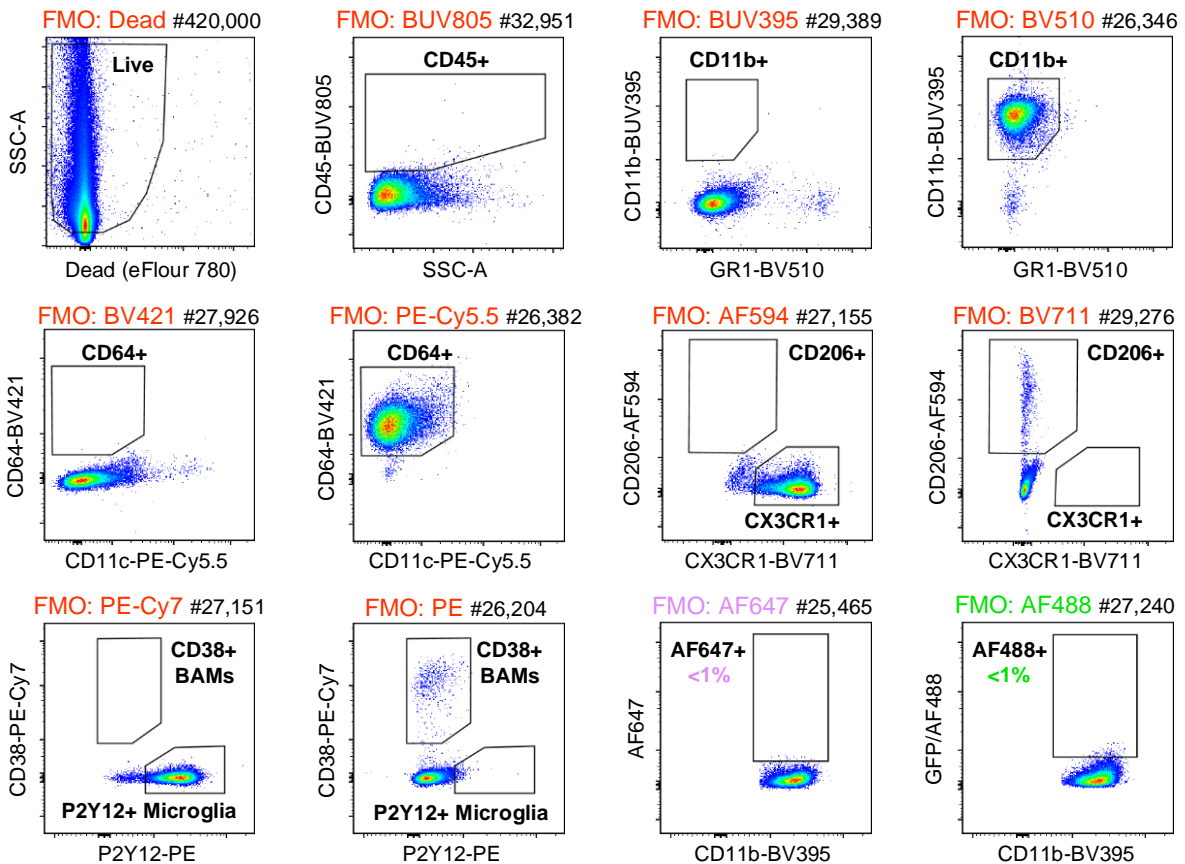 FMO: Dead #420,000
SSC-A
Live
Dead (eFlour 780)
FMO: BUV805 #32,951
CD45-BUV805
CD45+
SSC-A
FMO: BUV395 #29,389
CD11b-BUV395
CD11b+
GR1-BV510
FMO: BV510 #26,346
CD11b-BUV395
CD11b+
GR1-BV510
FMO: BV421 #27,926
CD64-BV421
CD64+
CD11c-PE-Cy5.5
FMO: PE-Cy5.5 #26,382
CD64-BV421
CD64+
CD11c-PE-Cy5.5
FMO: AF594 #27,155
CD206-AF594
CD206+
CX3CR1+
CX3CR1-BV711
FMO: BV711 #29,276
CD206-AF594
CD206+
CX3CR1+
CX3CR1-BV711
FMO: PE-Cy7 #27,151
CD38-PE-Cy7
CD38+
BAMs
P2Y12+ Microglia
P2Y12-PE
FMO: PE #26,204
CD38-PE-Cy7
CD38+
BAMs
P2Y12+ Microglia
P2Y12-PE
FMO: AF647 #25,465
AF647
AF647+
<1%
CD11b-BV395
FMO: AF488 #27,240
GFP/AF488
AF488+
<1%
CD11b-BV395